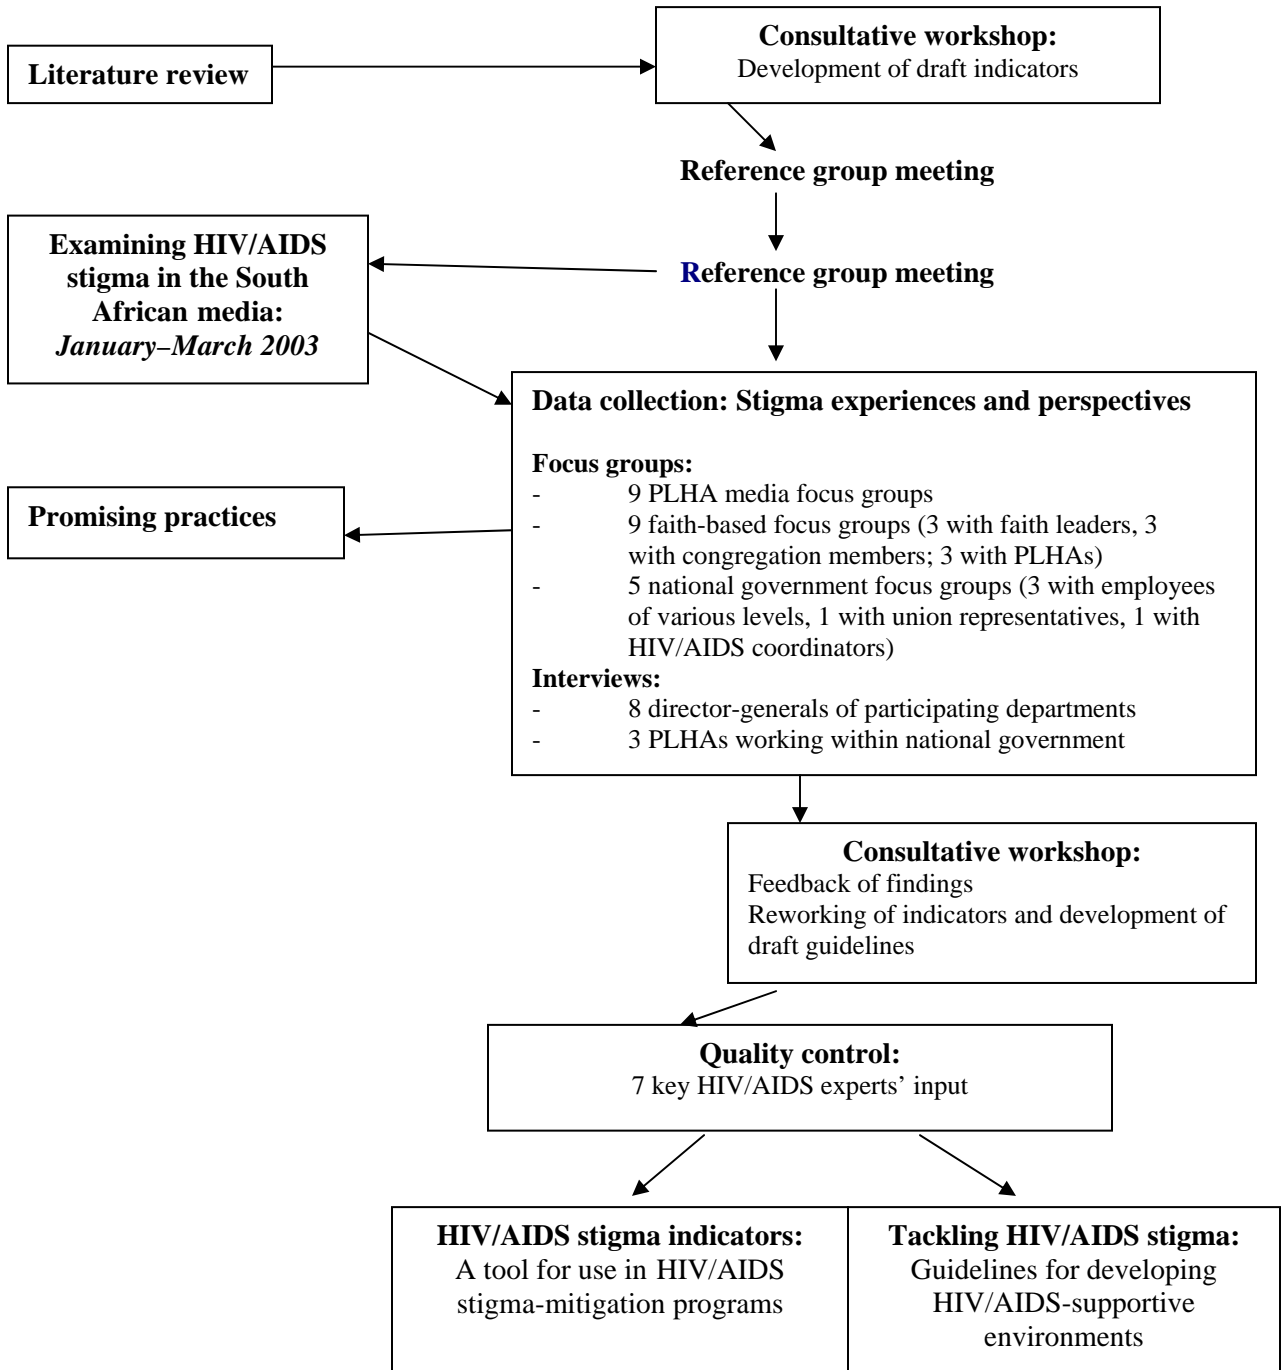 Literature review
Consultative workshop:
Development of draft indicators
Reference group meeting
Reference group meeting
Examining HIV/AIDS
stigma in the South
African media:
January–March 2003
Data collection: Stigma experiences and perspectives
Focus groups:
- 9 PLHA media focus groups
- 9 faith-based focus groups (3 with faith leaders, 3
with congregation members; 3 with PLHAs)
- 5 national government focus groups (3 with employees
of various levels, 1 with union representatives, 1 with
HIV/AIDS coordinators)
Interviews:
- 8 director-generals of participating departments
- 3 PLHAs working within national government
Promising practices
Consultative workshop:
Feedback of findings
Reworking of indicators and development of
draft guidelines
Quality control:
7 key HIV/AIDS experts’ input
HIV/AIDS stigma indicators:
A tool for use in HIV/AIDS
stigma-mitigation programs
Tackling HIV/AIDS stigma:
Guidelines for developing
HIV/AIDS-supportive
environments